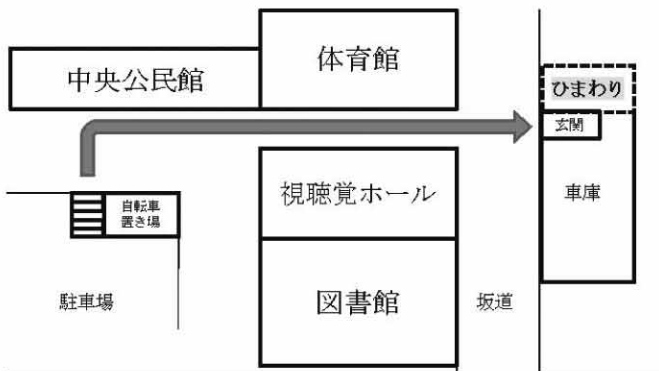 体育館
中央公民館
ひまわり
玄関
視聴覚ホール
車庫
自転車
置き場
駐車場
図書館
坂道